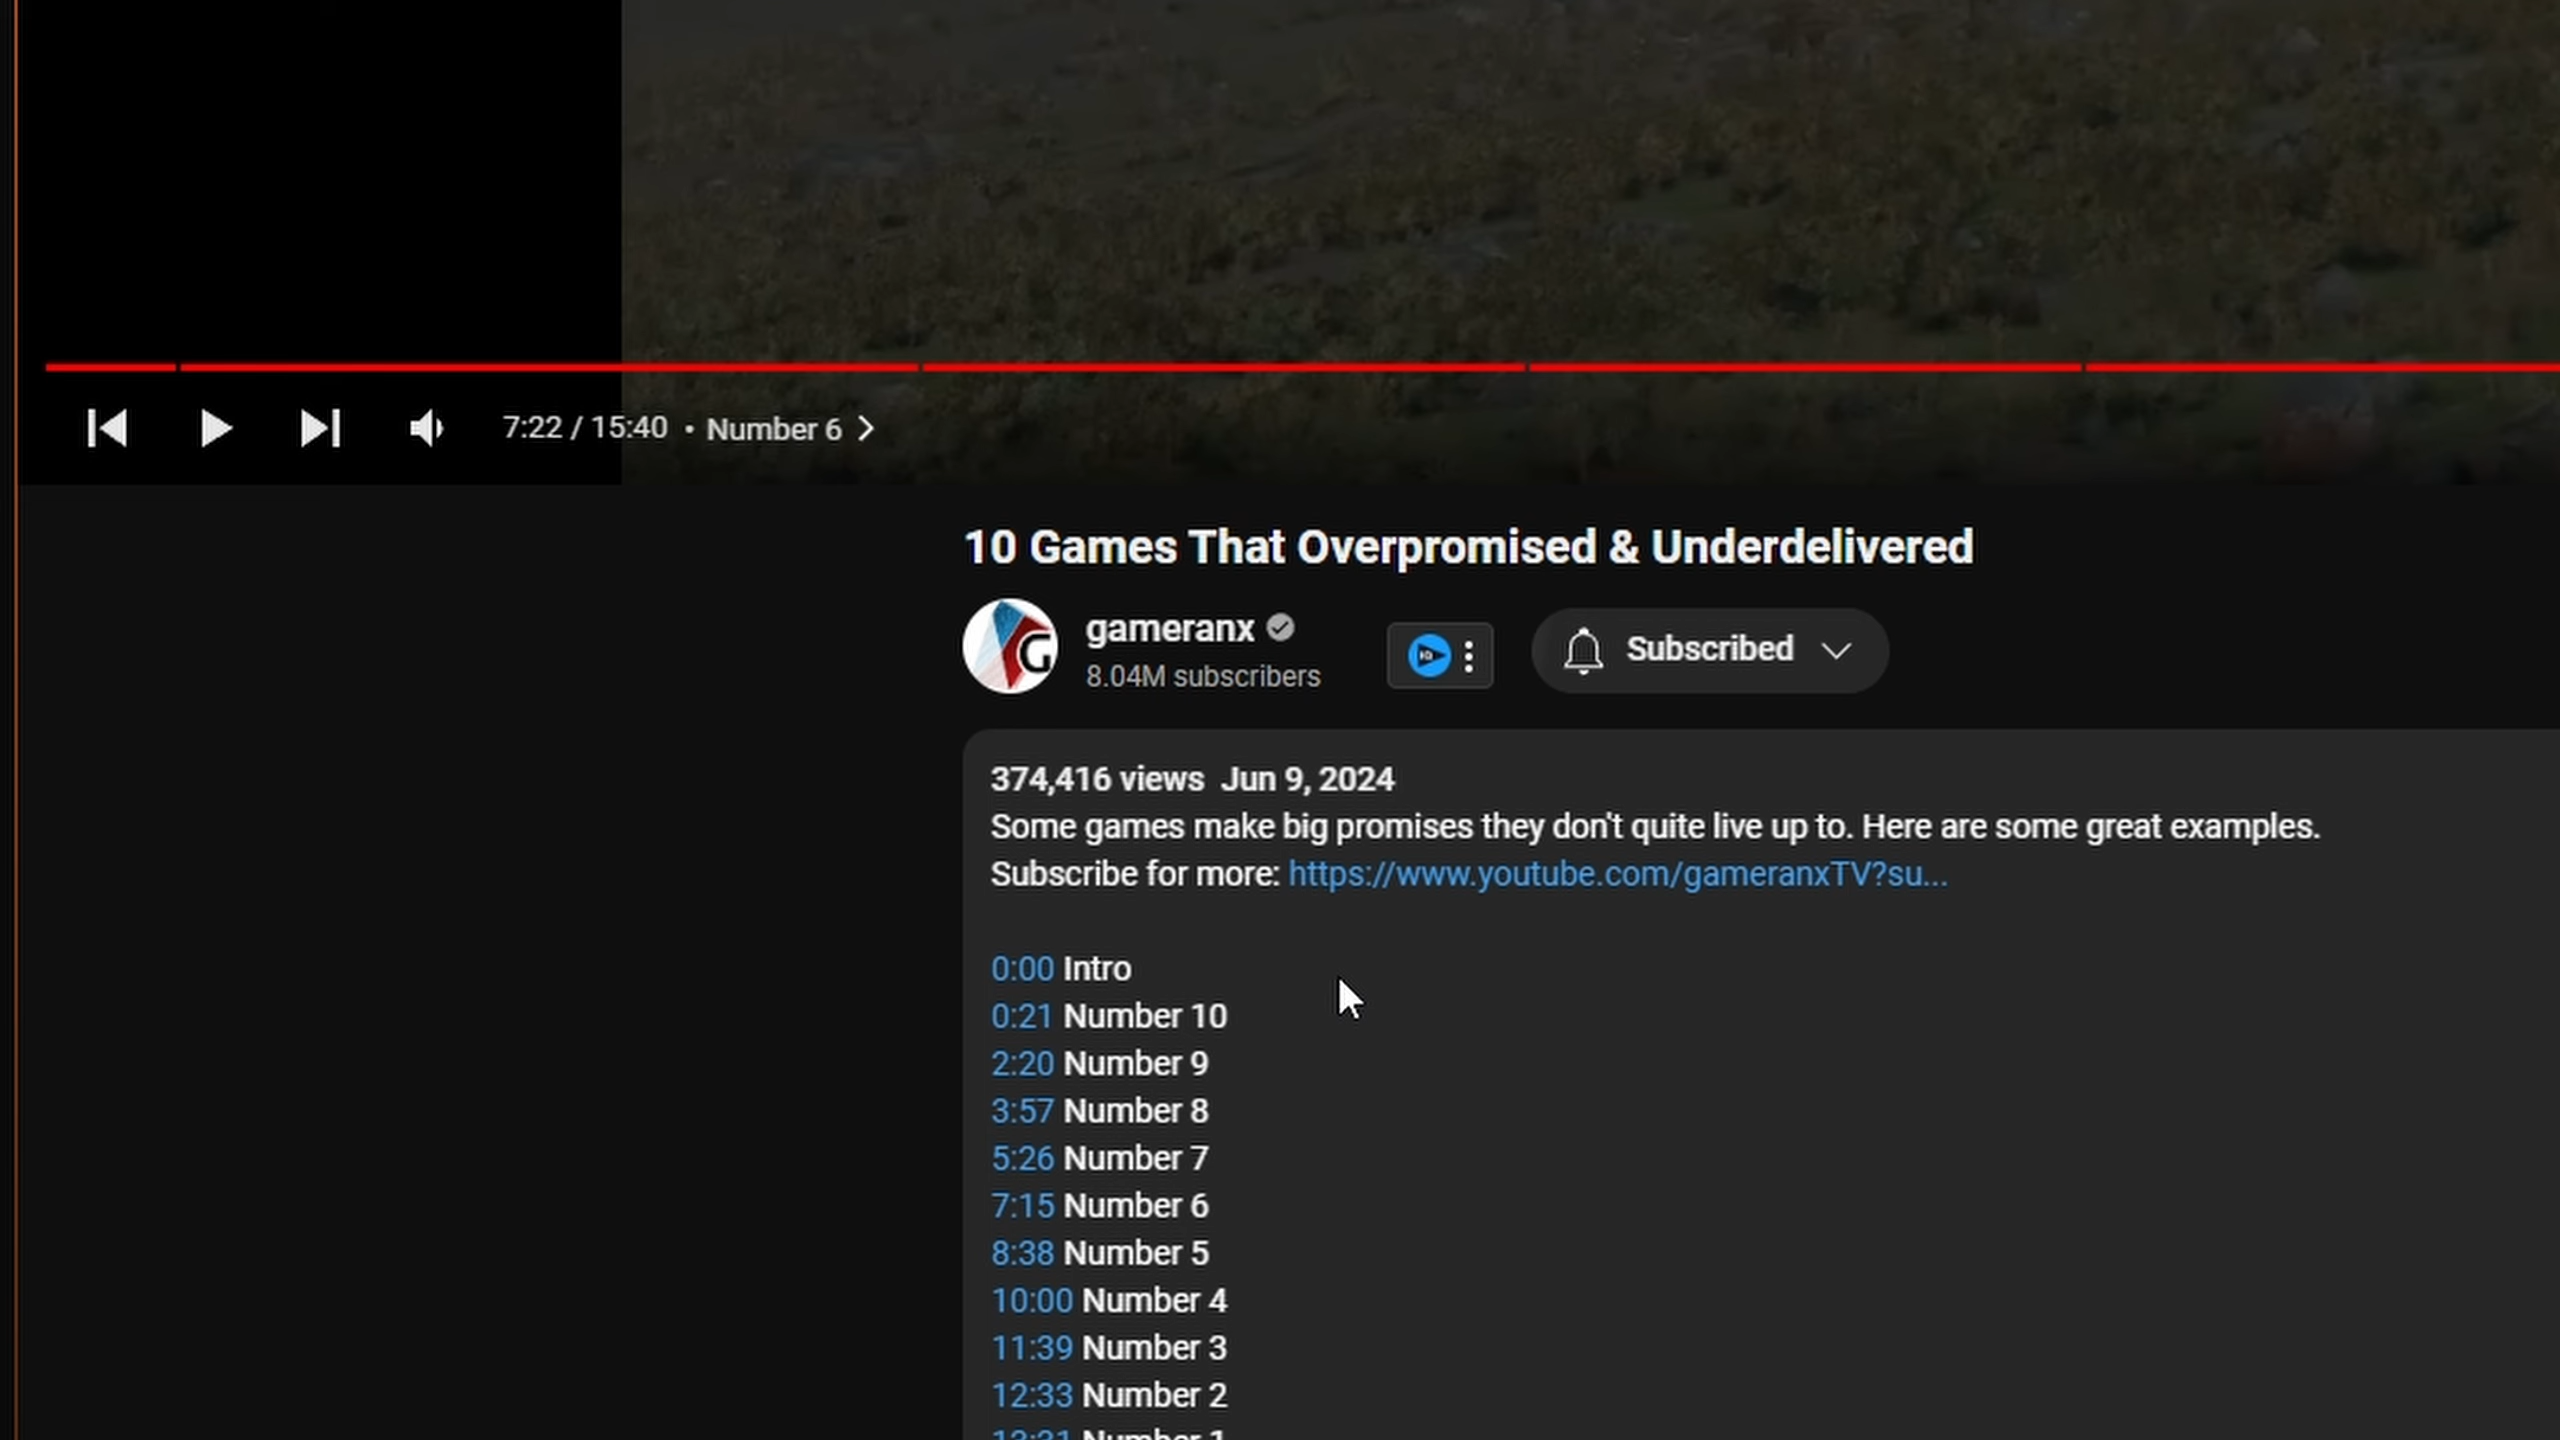 7:22 / 15:40 • Number 6
10 Games That Overpromised & Underdelivered
G
gameranx
8.04M subscribers
Subscribed
374,416 views Jun 9, 2024
Some games make big promises they don't quite live up to. Here are some great examples.
Subscribe for more: https://www.youtube.com/gameranxTV?su...
0:00 Intro
0:21 Number 10
2:20 Number 9
3:57 Number 8
5:26 Number 7
7:15 Number 6
8:38 Number 5
10:00 Number 4
11:39 Number 3
12:33 Number 2
Number 1